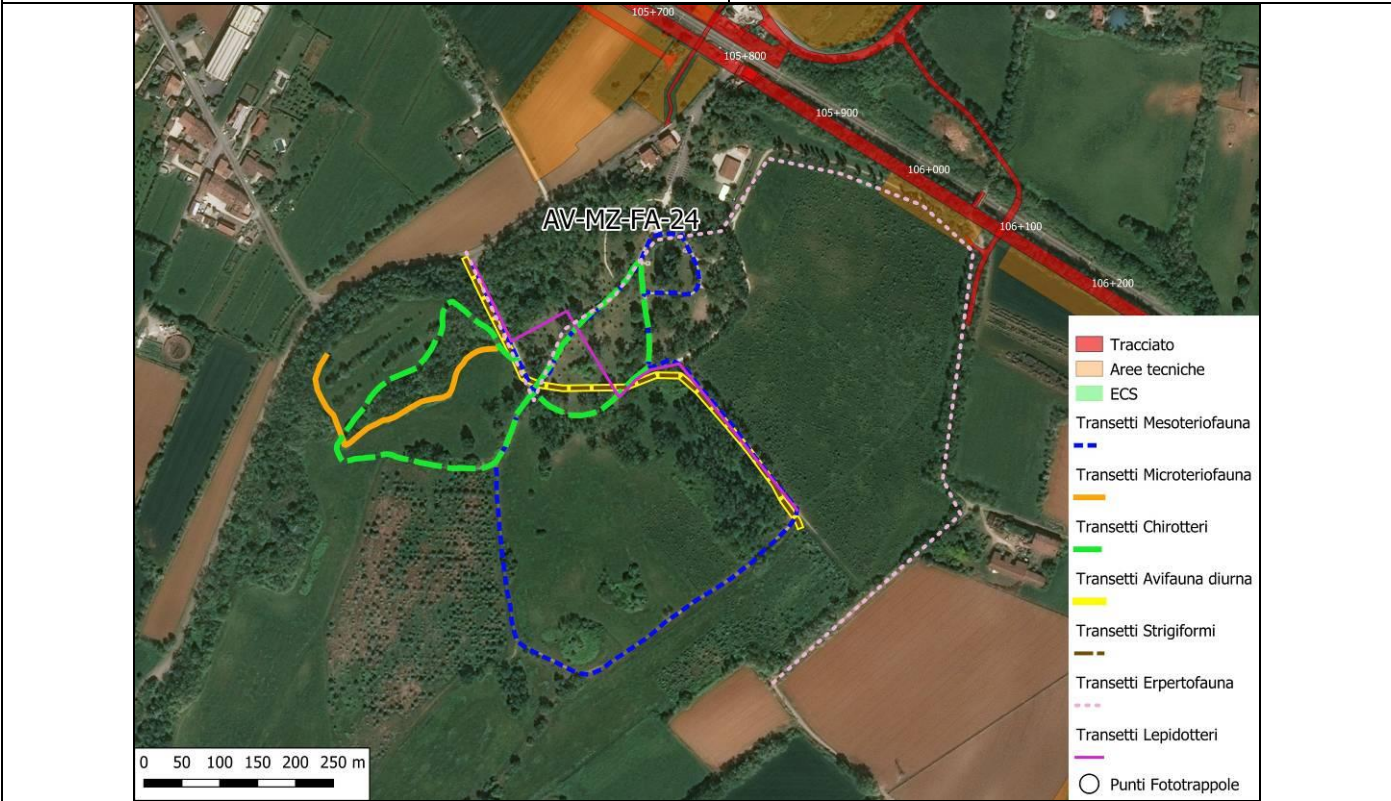 105+700
105+800
105+900
106+000
106+100
106+200
AV-MZ-FA-24
Tracciato
Aree tecniche
ECS
Transetti Mesoteriofauna
Transetti Microteriofauna
Transetti Chirotteri
Transetti Avifauna diurna
Transetti Strigiformi
Transetti Erpertofauna
Transetti Lepidotteri
Punti Fototrappole
0 50 100 150 200 250 m